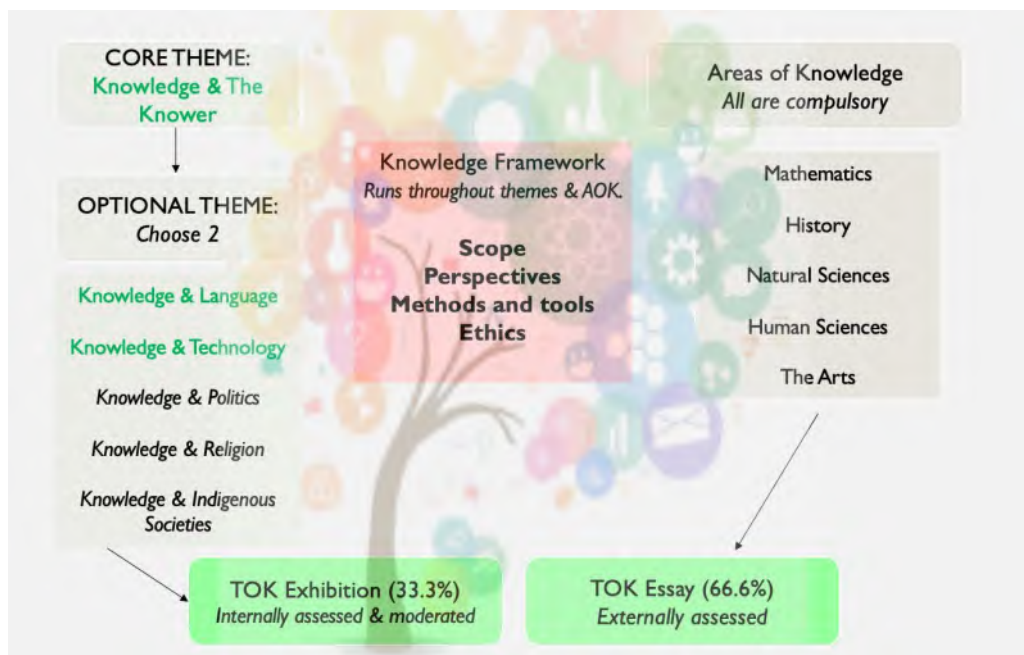 CORE THEME:
Knowledge & The
Knower
OPTIONAL THEME:
Choose 2
Knowledge & Language
Knowledge & Technology
Knowledge & Politics
Knowledge & Religion
Knowledge & Indigenous
Societies
Knowledge Framework
Runs throughout themes & AOK.
Scope
Perspectives
Methods and tools
Ethics
Areas of Knowledge
All are compulsory
Mathematics
History
Natural Sciences
Human Sciences
The Arts
TOK Exhibition (33.3%)
Internally assessed & moderated
TOK Essay (66.6%)
Externally assessed